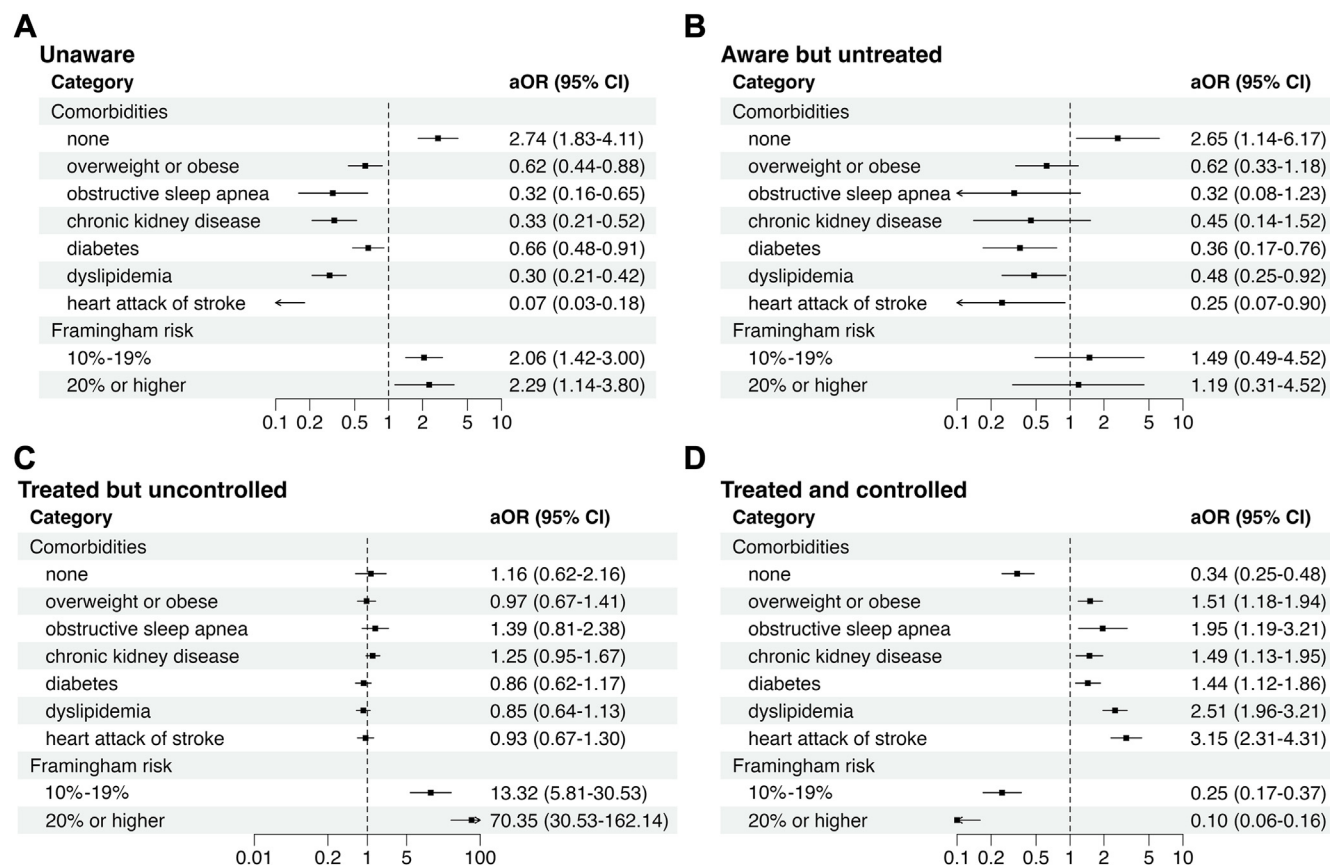 A
Unaware
Category aOR (95% CI)
Comorbidities
none 2.74 (1.83-4.11)
overweight or obese 0.62 (0.44-0.88)
obstructive sleep apnea 0.32 (0.16-0.65)
chronic kidney disease 0.33 (0.21-0.52)
diabetes 0.66 (0.48-0.91)
dyslipidemia 0.30 (0.21-0.42)
heart attack of stroke 0.07 (0.03-0.18)
Framingham risk
10%-19% 2.06 (1.42-3.00)
20% or higher 2.29 (1.14-3.80)
0.1 0.2 0.5 1 2 5 10
B
Aware but untreated
Category aOR (95% CI)
Comorbidities
none 2.65 (1.14-6.17)
overweight or obese 0.62 (0.33-1.18)
obstructive sleep apnea 0.32 (0.08-1.23)
chronic kidney disease 0.45 (0.14-1.52)
diabetes 0.36 (0.17-0.76)
dyslipidemia 0.48 (0.25-0.92)
heart attack of stroke 0.25 (0.07-0.90)
Framingham risk
10%-19% 1.49 (0.49-4.52)
20% or higher 1.19 (0.31-4.52)
0.1 0.2 0.5 1 2 5 10
C
Treated but uncontrolled
Category aOR (95% CI)
Comorbidities
none 1.16 (0.62-2.16)
overweight or obese 0.97 (0.67-1.41)
obstructive sleep apnea 1.39 (0.81-2.38)
chronic kidney disease 1.25 (0.95-1.67)
diabetes 0.86 (0.62-1.17)
dyslipidemia 0.85 (0.64-1.13)
heart attack of stroke 0.93 (0.67-1.30)
Framingham risk
10%-19% 13.32 (5.81-30.53)
20% or higher 70.35 (30.53-162.14)
0.01 0.2 1 5 100
D
Treated and controlled
Category aOR (95% CI)
Comorbidities
none 0.34 (0.25-0.48)
overweight or obese 1.51 (1.18-1.94)
obstructive sleep apnea 1.95 (1.19-3.21)
chronic kidney disease 1.49 (1.13-1.95)
diabetes 1.44 (1.12-1.86)
dyslipidemia 2.51 (1.96-3.21)
heart attack of stroke 3.15 (2.31-4.31)
Framingham risk
10%-19% 0.25 (0.17-0.37)
20% or higher 0.10 (0.06-0.16)
0.1 0.2 0.5 1 2 5 10